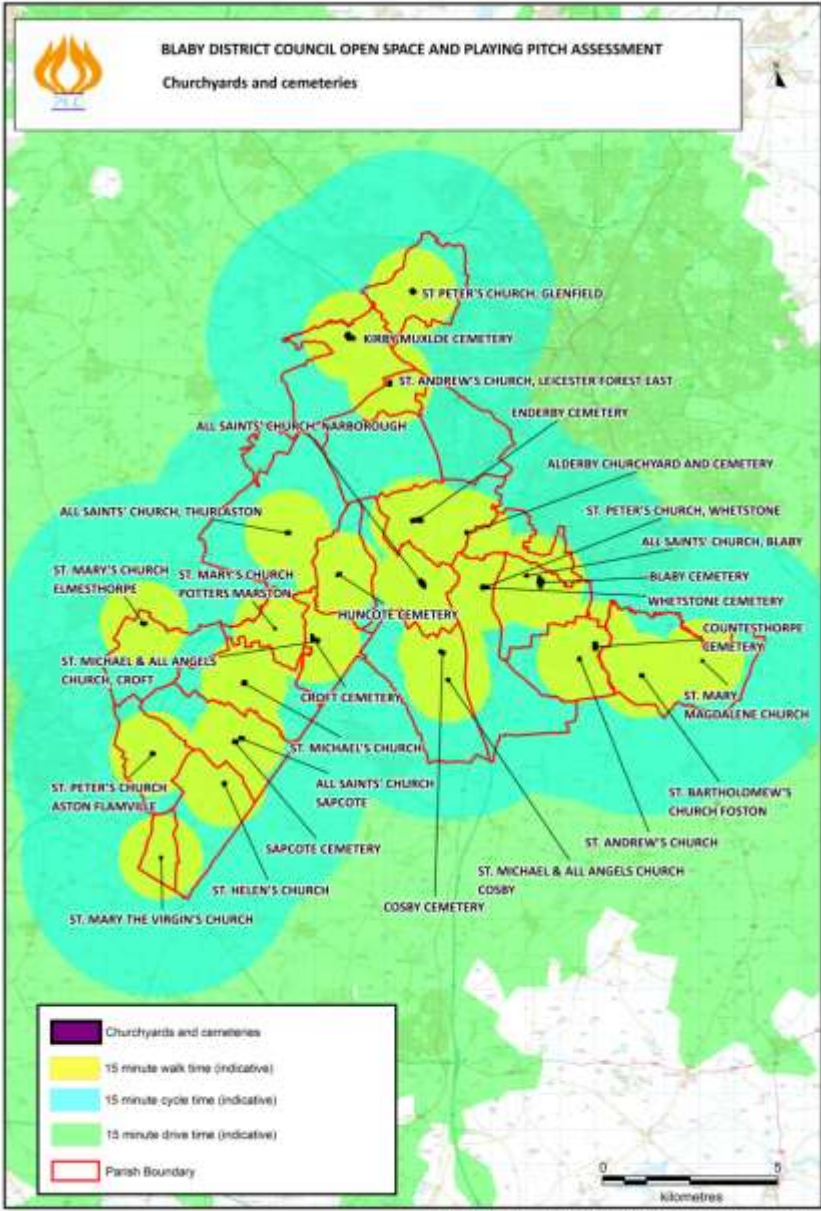 BLABY DISTRICT COUNCIL OPEN SPACE AND PLAYING PITCH ASSESSMENT
Churchyards and cemeteries
N
ST PETER'S CHURCH, GLENFIELD
KIRBY MUXLOE CEMETERY
ST. ANDREW'S CHURCH, LEICESTER FOREST EAST
ENDERBY CEMETERY
ALL SAINTS' CHURCH, NARBOROUGH
ALDERBY CHURCHYARD AND CEMETERY
ALL SAINTS' CHURCH, THURLASTON
ST. PETER'S CHURCH, WHETSTONE
ALL SAINTS' CHURCH, BLABY
ST. MARY'S CHURCH
ELMESTHORPE
ST. MARY'S CHURCH
POTTERS MARSTON
BLABY CEMETERY
WHETSTONE CEMETERY
HUNCOTE CEMETERY
COUNTESTHORPE
CEMETERY
ST. MICHAEL & ALL ANGELS
CHURCH, CROFT
CROFT CEMETERY
ST. MARY
MAGDALENE CHURCH
ST. MICHAEL'S CHURCH
ST. PETER'S CHURCH
ASTON FLAMVILLE
ALL SAINTS' CHURCH
SAPCOTE
ST. BARTHOLOMEW'S
CHURCH FOSTON
SAPCOTE CEMETERY
ST. ANDREW'S CHURCH
ST. HELEN'S CHURCH
ST. MICHAEL & ALL ANGELS CHURCH
COSBY
COSBY CEMETERY
ST. MARY THE VIRGIN'S CHURCH
Churchyards and cemeteries
15 minute walk time (indicative)
15 minute cycle time (indicative)
15 minute drive time (indicative)
Parish Boundary
0 5
kilometres